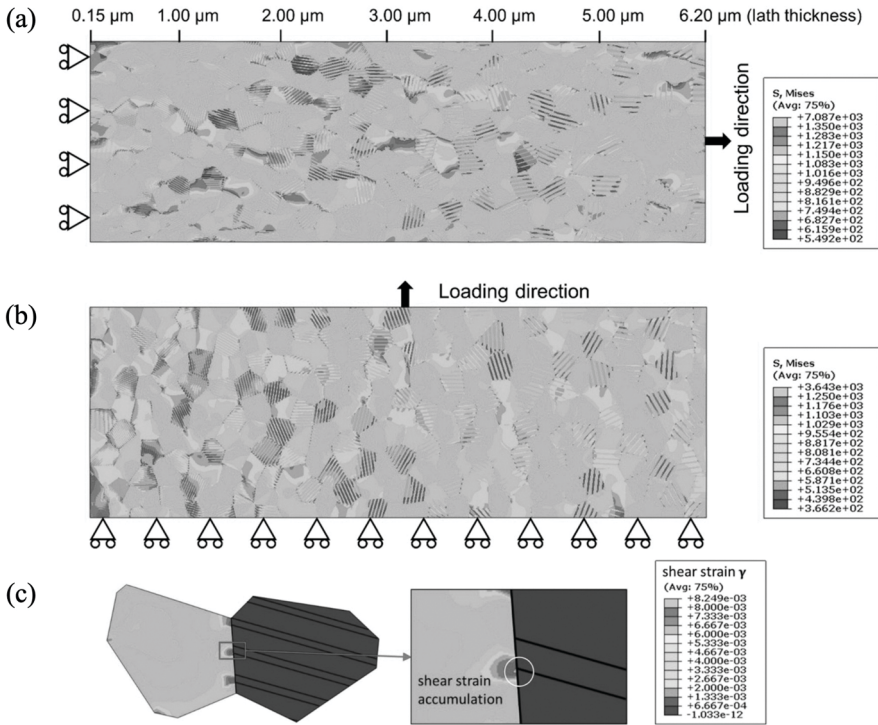 (a)
0.15 μm 1.00 μm 2.00 μm 3.00 μm 4.00 μm 5.00 μm 6.20 μm (lath thickness)
Loading direction
S, Mises
(Avg: 75%)
+7.087e+03
+1.350e+03
+1.283e+03
+1.217e+03
+1.150e+03
+1.083e+03
+1.016e+03
+9.496e+02
+8.829e+02
+8.161e+02
+7.494e+02
+6.827e+02
+6.159e+02
+5.492e+02
(b)
Loading direction
S, Mises
(Avg: 75%)
+3.643e+03
+1.250e+03
+1.176e+03
+1.103e+03
+1.029e+03
+9.554e+02
+8.817e+02
+8.081e+02
+7.344e+02
+6.608e+02
+5.871e+02
+5.135e+02
+4.398e+02
+3.662e+02
(c)
shear strain
accumulation
shear strain γ
(Avg: 75%)
+8.249e-03
+8.000e-03
+7.333e-03
+6.667e-03
+6.000e-03
+5.333e-03
+4.667e-03
+4.000e-03
+3.333e-03
+2.667e-03
+2.000e-03
+1.333e-03
+6.667e-04
-1.033e-12